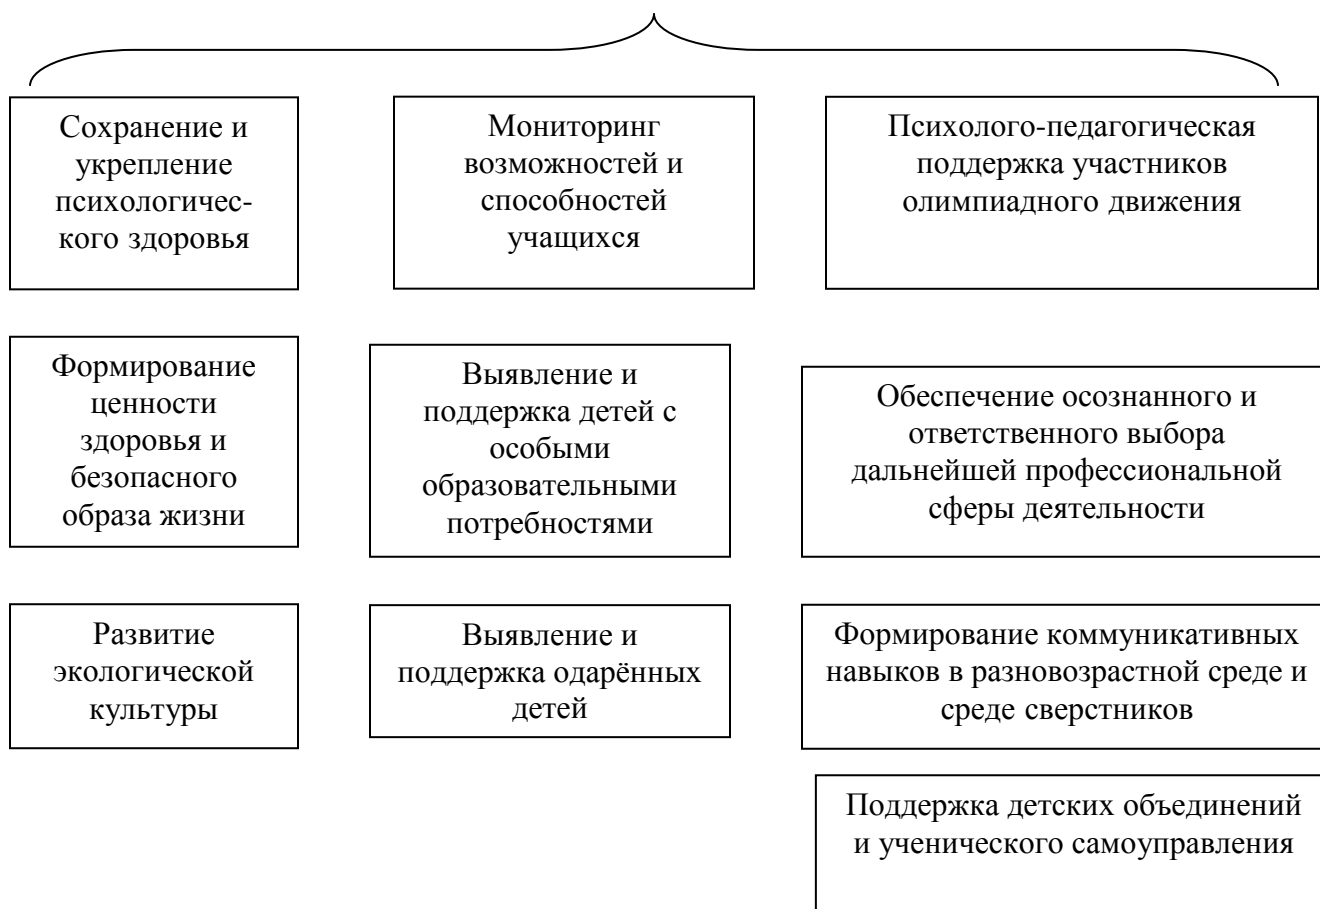 Сохранение и
укрепление
психологичес-
кого здоровья
Мониторинг
возможностей и
способностей
учащихся
Психолого-педагогическая
поддержка участников
олимпиадного движения
Формирование
ценности
здоровья и
безопасного
образа жизни
Выявление и
поддержка детей с
особыми
образовательными
потребностями
Обеспечение осознанного и
ответственного выбора
дальнейшей профессиональной
сферы деятельности
Развитие
экологической
культуры
Выявление и
поддержка одарённых
детей
Формирование коммуникативных
навыков в разновозрастной среде и
среде сверстников
Поддержка детских объединений
и ученического самоуправления